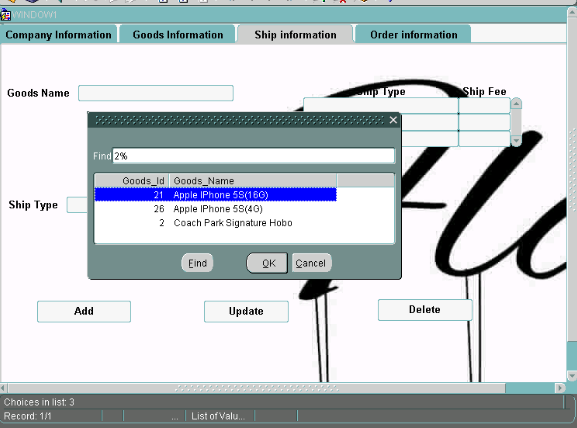 WINDOW1
Company Information Goods Information Ship information Order information
Goods Name
Ship Type Ship Fee
Find 2%
Goods_Id Goods_Name
21 Apple IPhone 5S(16G)
26 Apple IPhone 5S(4G)
2 Coach Park Signature Hobo
Ship Type
Find OK Cancel
Add Update Delete
Choices in list: 3
Record: 1/1 ... List of Valu...